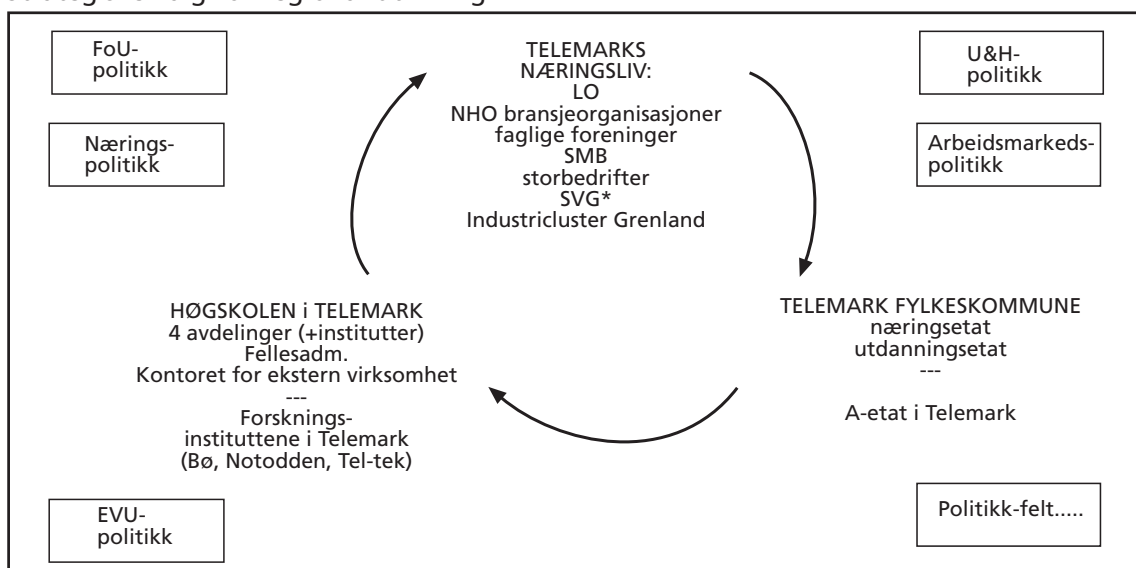 FoU-
politikk
Nærings-
politikk
TELEMARKS
NÆRINGSLIV:
LO
NHO bransjeorganisasjoner
faglige foreninger
SMB
storbedrifter
SVG*
Industricluster Grenland
U&H-
politikk
Arbeidsmarkeds-
politikk
HØGSKOLEN i TELEMARK
4 avdelinger (+institutter)
Fellesadm.
Kontoret for ekstern virksomhet
---
Forsknings-
instituttene i Telemark
(Bø, Notodden, Tel-tek)
TELEMARK FYLKESKOMMUNE
næringsetat
utdanningsetat
---
A-etat i Telemark
EVU-
politikk
Politikk-felt.....